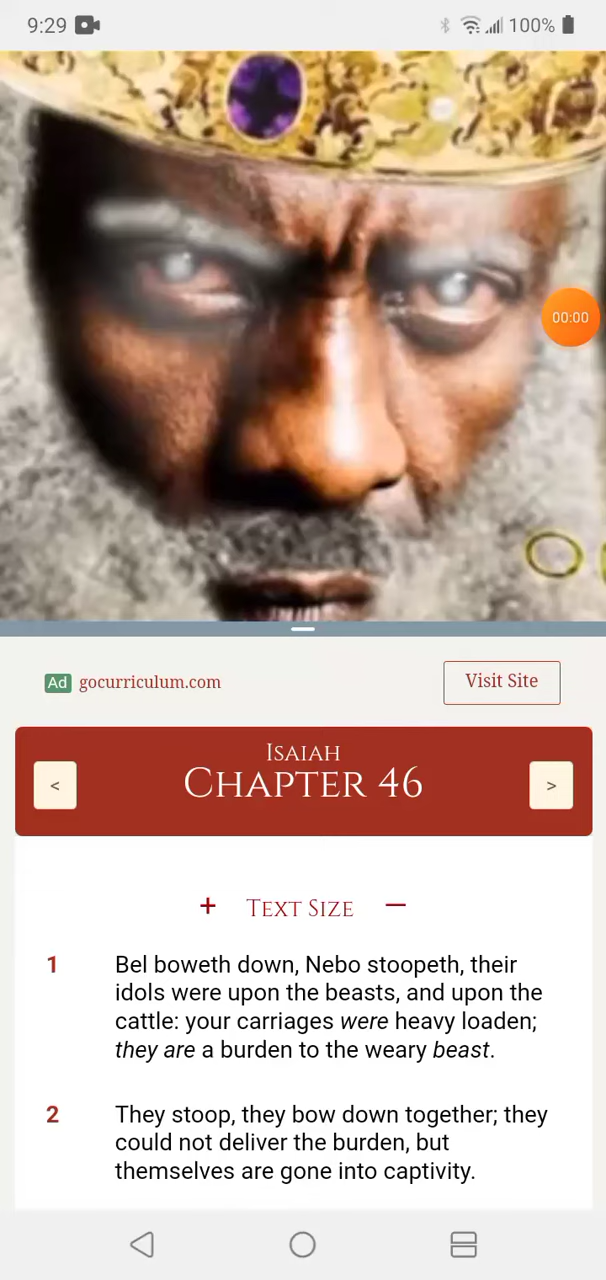 9:29 100%
00:00
Ad gocurriculum.com Visit Site
Isaiah
< Chapter 46 >
+ Text Size −
1 Bel boweth down, Nebo stoopeth, their
idols were upon the beasts, and upon the
cattle: your carriages were heavy loaden;
they are a burden to the weary beast.
2 They stoop, they bow down together; they
could not deliver the burden, but
themselves are gone into captivity.